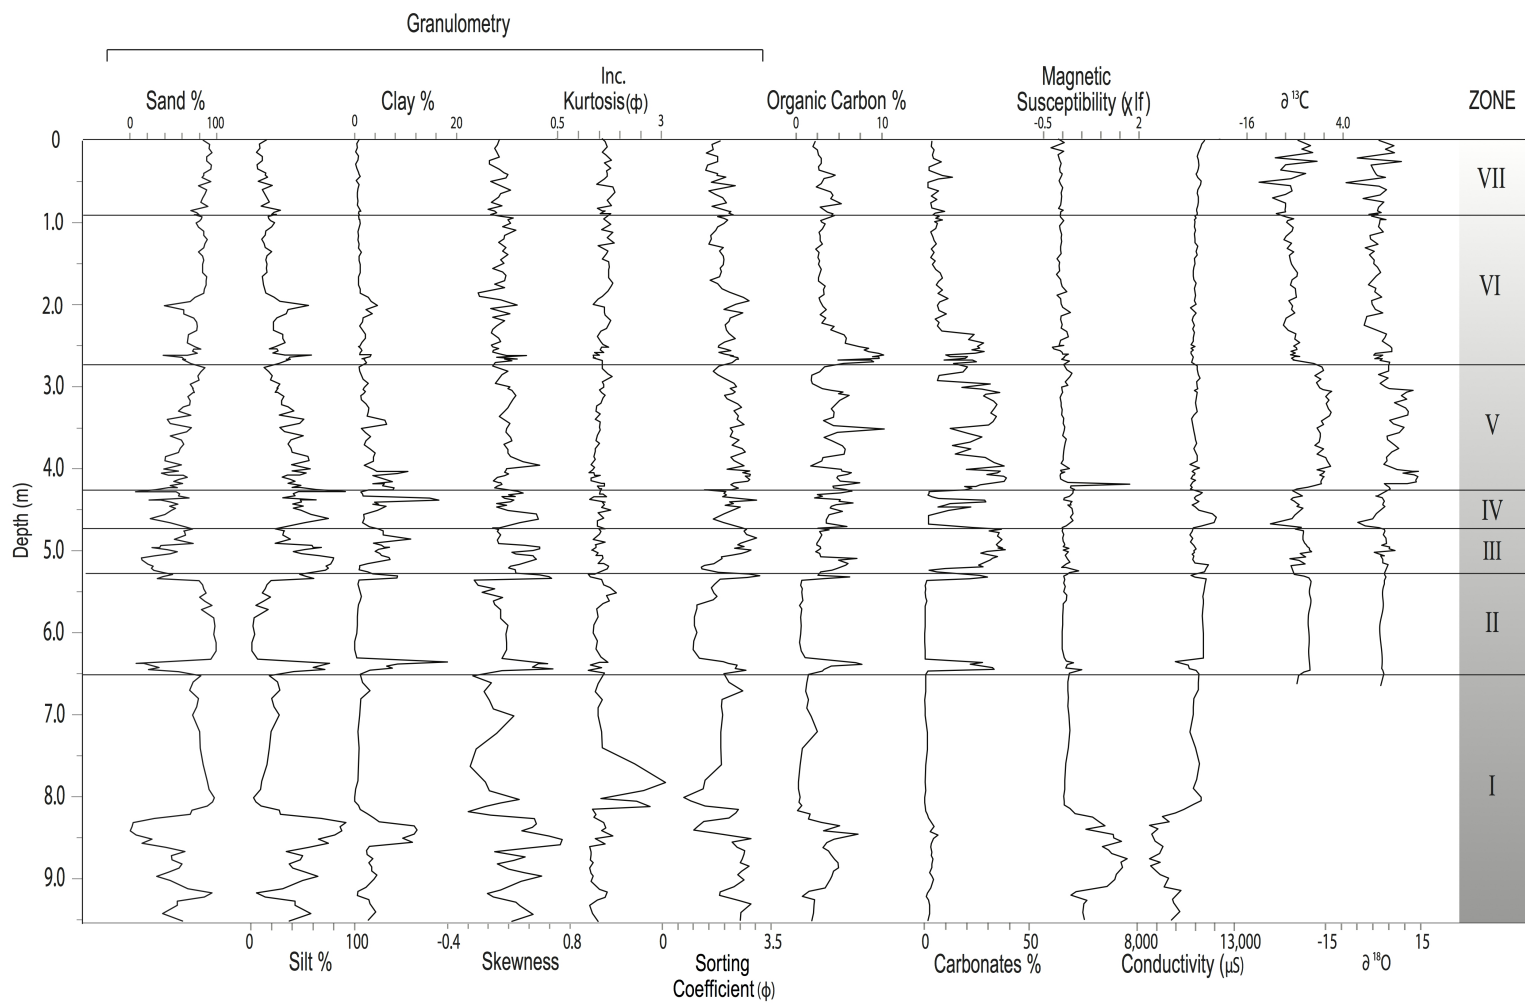 Granulometry
Inc.
Magnetic
Sand % Clay % Kurtosis(ϕ) Organic Carbon % Susceptibility (χlf) ∂¹³C ZONE
0 100 0 20 0.5 3 0 10 -0.5 2 -16 4.0
0
VII
1.0
VI
2.0
3.0
V
4.0
IV
Depth (m)
5.0
III
6.0
II
7.0
8.0
I
9.0
0 100 -0.4 0.8 0 3.5 0 50 8,000 13,000 -15 15
Silt % Skewness Sorting Carbonates % Conductivity (µS) ∂¹⁸O
Coefficient (ϕ)